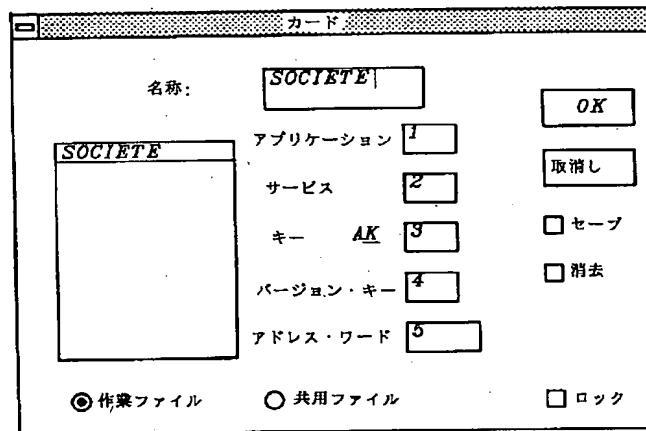 カード
名称: SOCIETE
OK
SOCIETE
アプリケーション 1
取消し
サービス 2
キー AK 3
セーブ
消去
バージョン・キー 4
アドレス・ワード 5
作業ファイル
共用ファイル
ロック